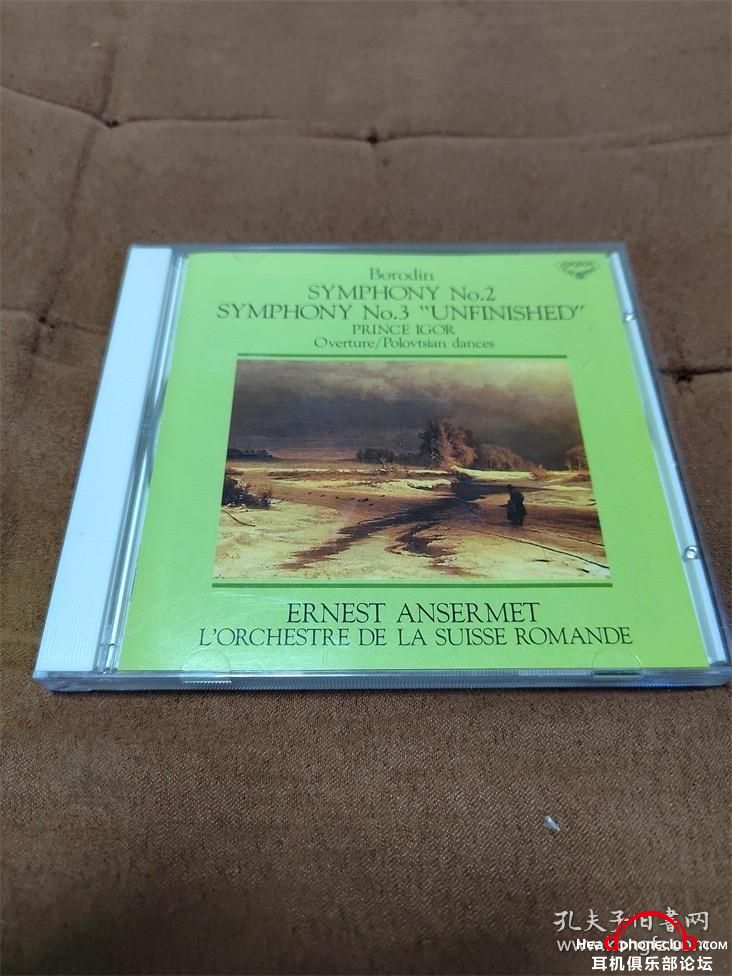 Borodin
SYMPHONY No.2
SYMPHONY No.3 "UNFINISHED"
PRINCE IGOR
Overture/Polovtsian dances
ERNEST ANSERMET
L'ORCHESTRE DE LA SUISSE ROMANDE
孔夫子旧书网
耳机俱乐部论坛